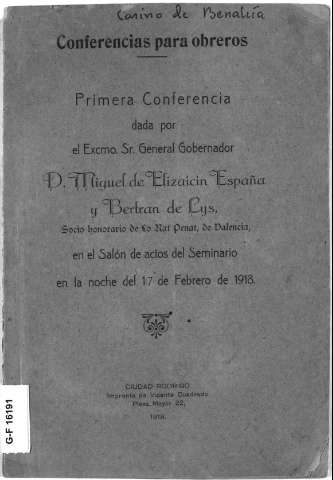 Casino de Benalúa
Conferencias para obreros
Primera Conferencia
dada por
el Excmo. Sr. General Gobernador
D. Miguel de Elizaicin España
y Bertran de Lys,
Socio honorario de Lo Rat Penat, de Valencia,
en el Salón de actos del Seminario
en la noche del 17 de Febrero de 1918.
CIUDAD RODRIGO
Imprenta de Vicente Cuadrado
Plaza Mayor 22,
1918.
G-F 16191